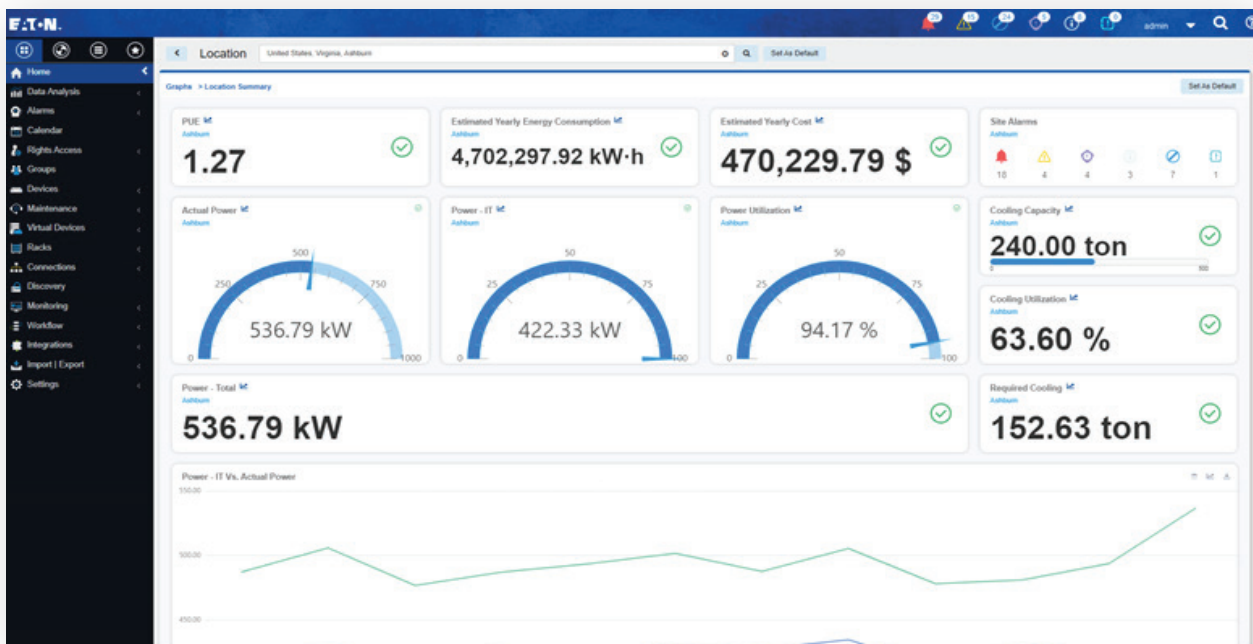 EATON
29 15 24 5 8 0 admin
Location United States, Virginia, Ashburn Set As Default
Home
Data Analysis
Alarms
Calendar
Rights Access
Groups
Devices
Maintenance
Virtual Devices
Racks
Connections
Discovery
Monitoring
Workflow
Integrations
Import | Export
Settings
Graphs > Location Summary Set As Default
PUE
Ashburn
1.27
Estimated Yearly Energy Consumption
Ashburn
4,702,297.92 kW·h
Estimated Yearly Cost
Ashburn
470,229.79 $
Site Alarms
Ashburn
10 4 4 3 7 1
Actual Power
Ashburn
0 250 500 750 1000
536.79 kW
Power - IT
Ashburn
0 25 50 75 100
422.33 kW
Power Utilization
Ashburn
0 25 50 75 100
94.17 %
Cooling Capacity
Ashburn
240.00 ton
0 500
Cooling Utilization
Ashburn
63.60 %
Power - Total
Ashburn
536.79 kW
Required Cooling
Ashburn
152.63 ton
Power - IT Vs. Actual Power
550.00
500.00
450.00